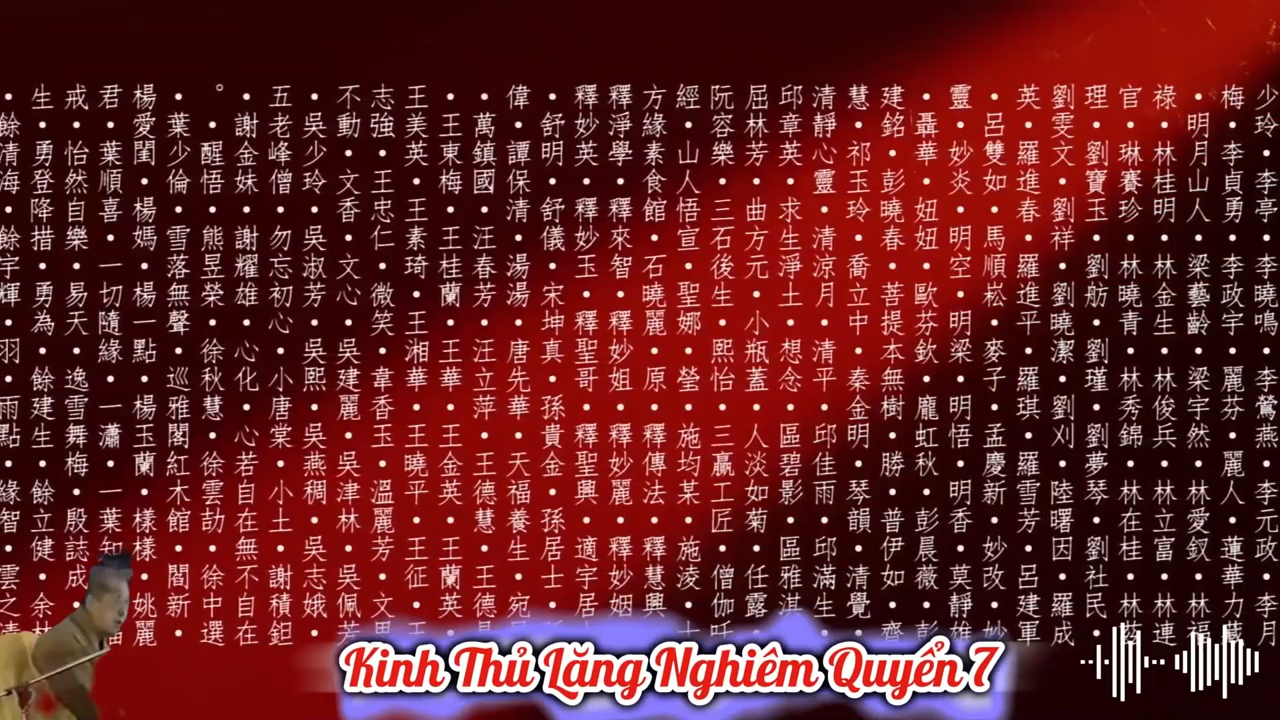 少玲·李亭·李曉鳴·李鶯燕·李元政·李月
梅·李貞勇·李政宇·麗芬·麗人·蓮華力
·明月山人·梁藝齡·梁宇然·林愛釵·林福
祿·林桂明·林金生·林俊兵·林立富·林連
官·琳賽珍·林曉青·林秀錦·林在桂·林
理·劉寶玉·劉舫·劉瑾·劉夢琴·劉社民·
劉雯文·劉祥·劉曉潔·劉刈·陸曙因·羅成
英·羅進春·羅進平·羅琪·羅雪芳·呂建軍
·呂雙如·馬順崧·麥子·孟慶新·妙改·妙
靈·妙炎·明空·明梁·明悟·明香·莫靜雄
·聶華·妞妞·歐芬欽·龐虹秋·彭晨薇·彭
建銘·彭曉春·菩提本無樹·勝·普伊如·齊
慧·祁玉玲·喬立中·秦金明·琴韻·清覺·
清靜心靈·清涼月·清平·邱佳雨·邱滿生·
邱章英·求生淨土·想念·區碧影·區雅淇·
屈林芳·曲方元·小瓶蓋·人淡如菊·任露·
阮容樂·三石後生·熙怡·三贏工匠·僧伽旺
經·山人悟宣·聖娜·瑩·施均某·施淩·
方緣素食館·石曉麗·原·釋傳法·釋慧興·
釋淨學·釋來智·釋妙姐·釋妙麗·釋妙姻·
釋妙英·釋妙玉·釋聖哥·釋聖興·適宇居
·舒明·舒儀·宋坤真·孫貴金·孫居士·
偉·譚保清·湯湯·唐先華·天福養生·宛
·萬鎮國·汪春芳·汪立萍·王德慧·王德
·王東梅·王桂蘭·王華·王金英·王蘭英·
王美英·王素琦·王湘華·王曉平·王征·
志強·王忠仁·微笑·韋香玉·溫麗芳·文
不動·文香·文心·吳建麗·吳津林·吳佩芳
·吳少玲·吳淑芳·吳熙·吳燕稠·吳志娥·
五老峰僧·勿忘初心·小唐棠·小土·謝積鉭
·謝金妹·謝耀雄·心化·心若自在無不自在
。醒悟·熊昱榮·徐秋慧·徐雲劼·徐中選
·葉少倫·雪落無聲·巡雅閣紅木館·閻新·
楊愛閨·楊媽·楊一點·楊玉蘭·樣樣·姚麗
君·葉順喜·一切隨緣·一瀟·一葉知
戒·怡然自樂·易天·逸雪舞梅·殷誌成·
生·勇登降措·勇為·餘建生·餘立健·余
·餘清海·餘宇輝·羽·雨點·緣智·雲之
Kinh Thủ Lăng Nghiêm Quyển 7